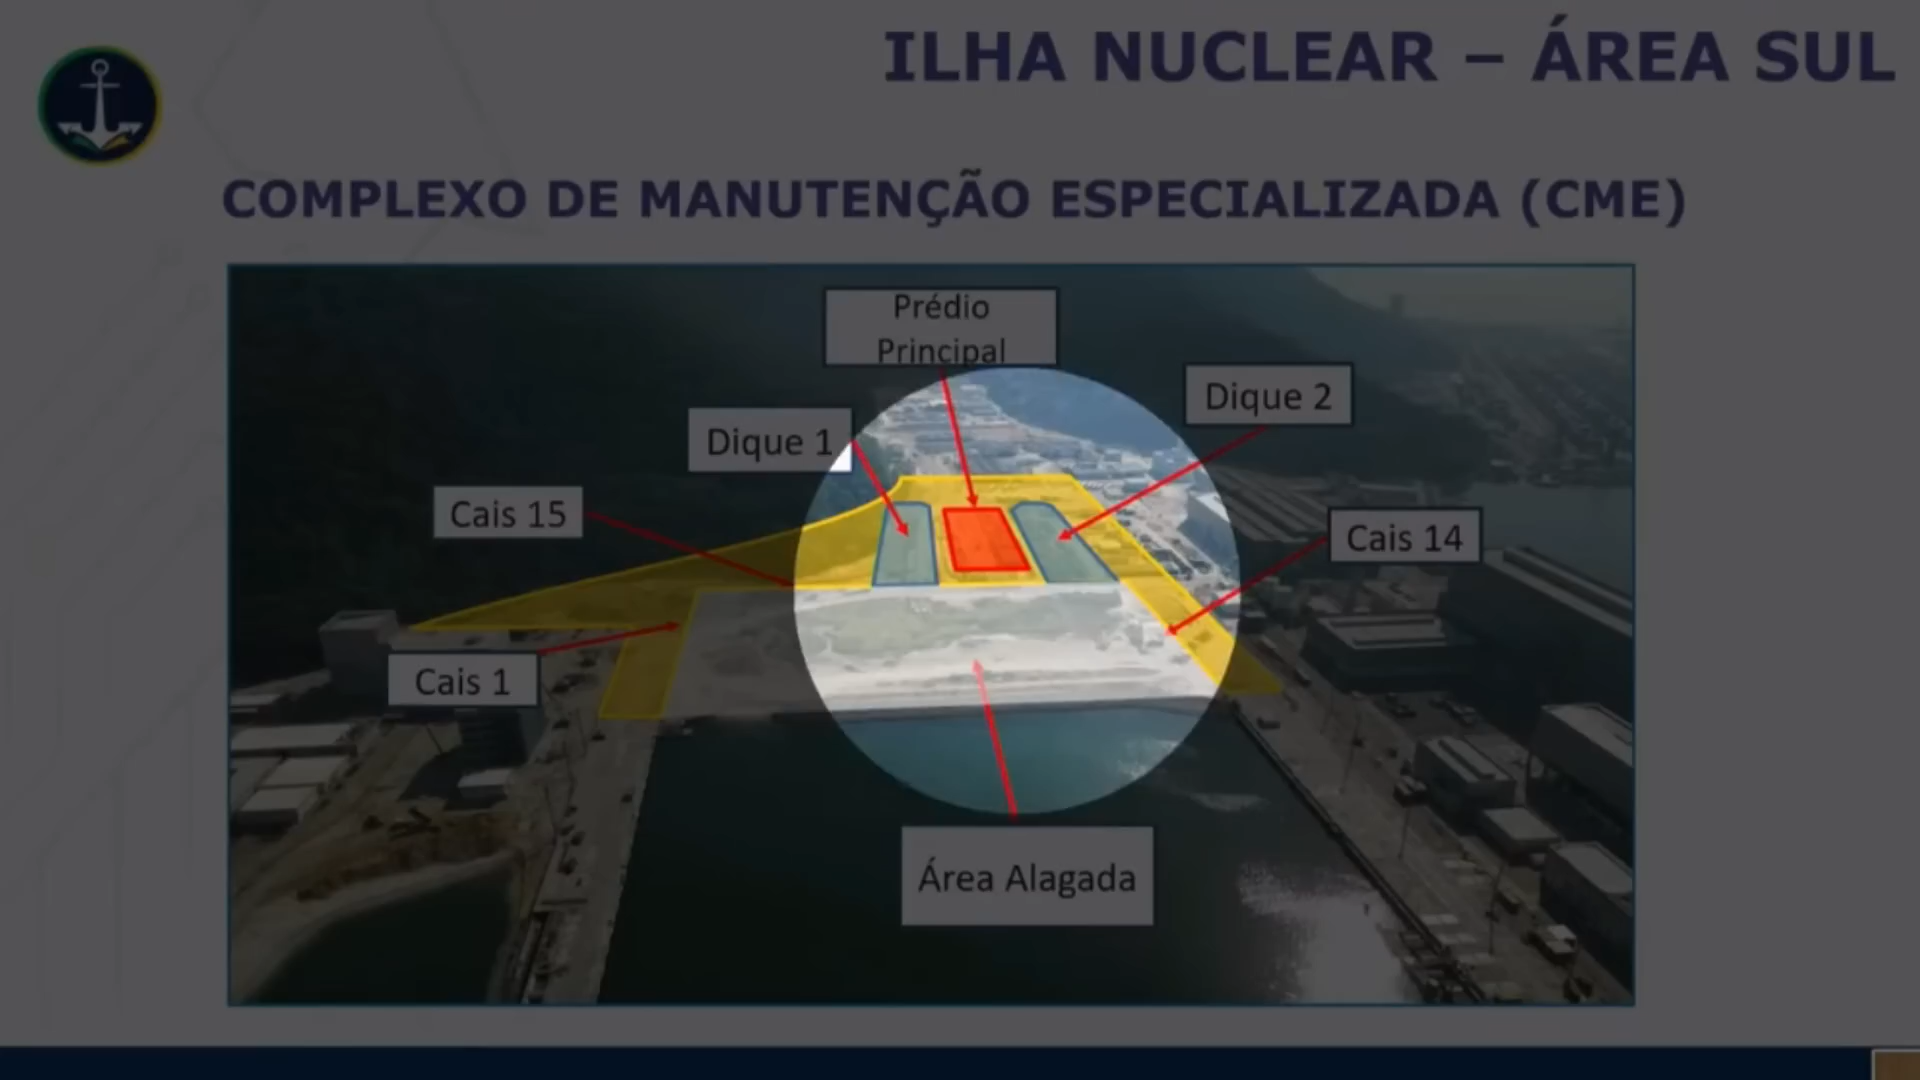 ILHA NUCLEAR – ÁREA SUL
COMPLEXO DE MANUTENÇÃO ESPECIALIZADA (CME)
Prédio
Principal
Dique 2
Dique 1
Cais 15
Cais 14
Cais 1
Área Alagada